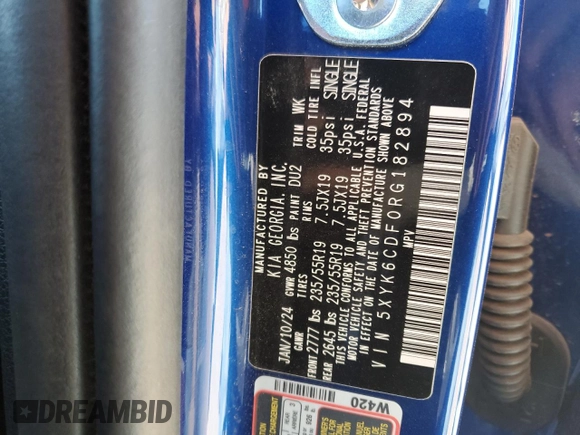 MANUFACTURED BY
KIA GEORGIA, INC.
JAN/10/24 GVWR 4850 lbs PAINT DU2 TRIM WK
GAWR TIRES RIMS COLD TIRE INFL
FRONT 2777 lbs 235/55R19 7.5JX19 35psi SINGLE
REAR 2645 lbs 235/55R19 7.5JX19 35psi SINGLE
THIS VEHICLE CONFORMS TO ALL APPLICABLE U.S.A. FEDERAL
MOTOR VEHICLE SAFETY AND THEFT PREVENTION STANDARDS
IN EFFECT ON THE DATE OF MANUFACTURE SHOWN ABOVE
VIN 5XYK6CDF0RG182894
MPV
W420
DREAMBID